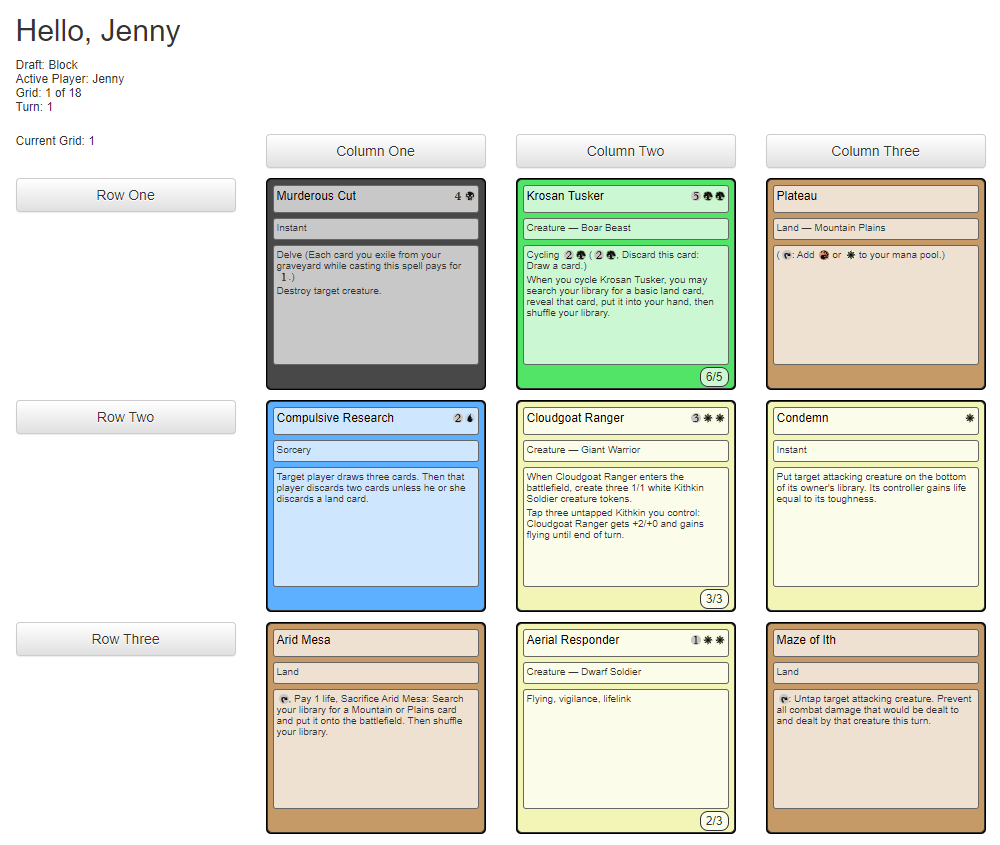 Hello, Jenny
Draft: Block
Active Player: Jenny
Grid: 1 of 18
Turn: 1
Current Grid: 1
Column One
Column Two
Column Three
Row One
Murderous Cut 4
Instant
Delve (Each card you exile from your
graveyard while casting this spell pays for
1.)
Destroy target creature.
Krosan Tusker 5
Creature — Boar Beast
Cycling 2 ( 2 , Discard this card:
Draw a card.)
When you cycle Krosan Tusker, you may
search your library for a basic land card,
reveal that card, put it into your hand, then
shuffle your library.
6/5
Plateau
Land — Mountain Plains
( : Add or to your mana pool.)
Row Two
Compulsive Research 2
Sorcery
Target player draws three cards. Then that
player discards two cards unless he or she
discards a land card.
Cloudgoat Ranger 3
Creature — Giant Warrior
When Cloudgoat Ranger enters the
battlefield, create three 1/1 white Kithkin
Soldier creature tokens.
Tap three untapped Kithkin you control:
Cloudgoat Ranger gets +2/+0 and gains
flying until end of turn.
3/3
Condemn
Instant
Put target attacking creature on the bottom
of its owner's library. Its controller gains life
equal to its toughness.
Row Three
Arid Mesa
Land
, Pay 1 life, Sacrifice Arid Mesa: Search
your library for a Mountain or Plains card
and put it onto the battlefield. Then shuffle
your library.
Aerial Responder 1
Creature — Dwarf Soldier
Flying, vigilance, lifelink
2/3
Maze of Ith
Land
: Untap target attacking creature. Prevent
all combat damage that would be dealt to
and dealt by that creature this turn.